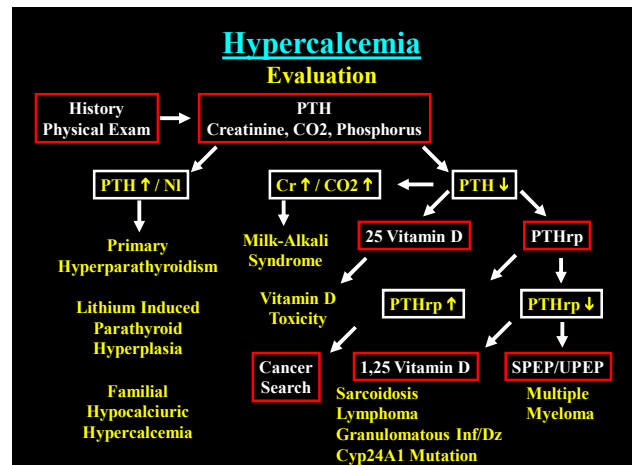 Hypercalcemia
Evaluation
History
Physical Exam
PTH
Creatinine, CO2, Phosphorus
PTH ↑ / Nl
Cr ↑ / CO2 ↑
PTH ↓
Primary
Hyperparathyroidism
Lithium Induced
Parathyroid
Hyperplasia
Familial
Hypocalciuric
Hypercalcemia
Milk-Alkali
Syndrome
25 Vitamin D
PTHrp
Vitamin D
Toxicity
PTHrp ↑
PTHrp ↓
Cancer
Search
1,25 Vitamin D
SPEP/UPEP
Sarcoidosis
Lymphoma
Granulomatous Inf/Dz
Cyp24A1 Mutation
Multiple
Myeloma